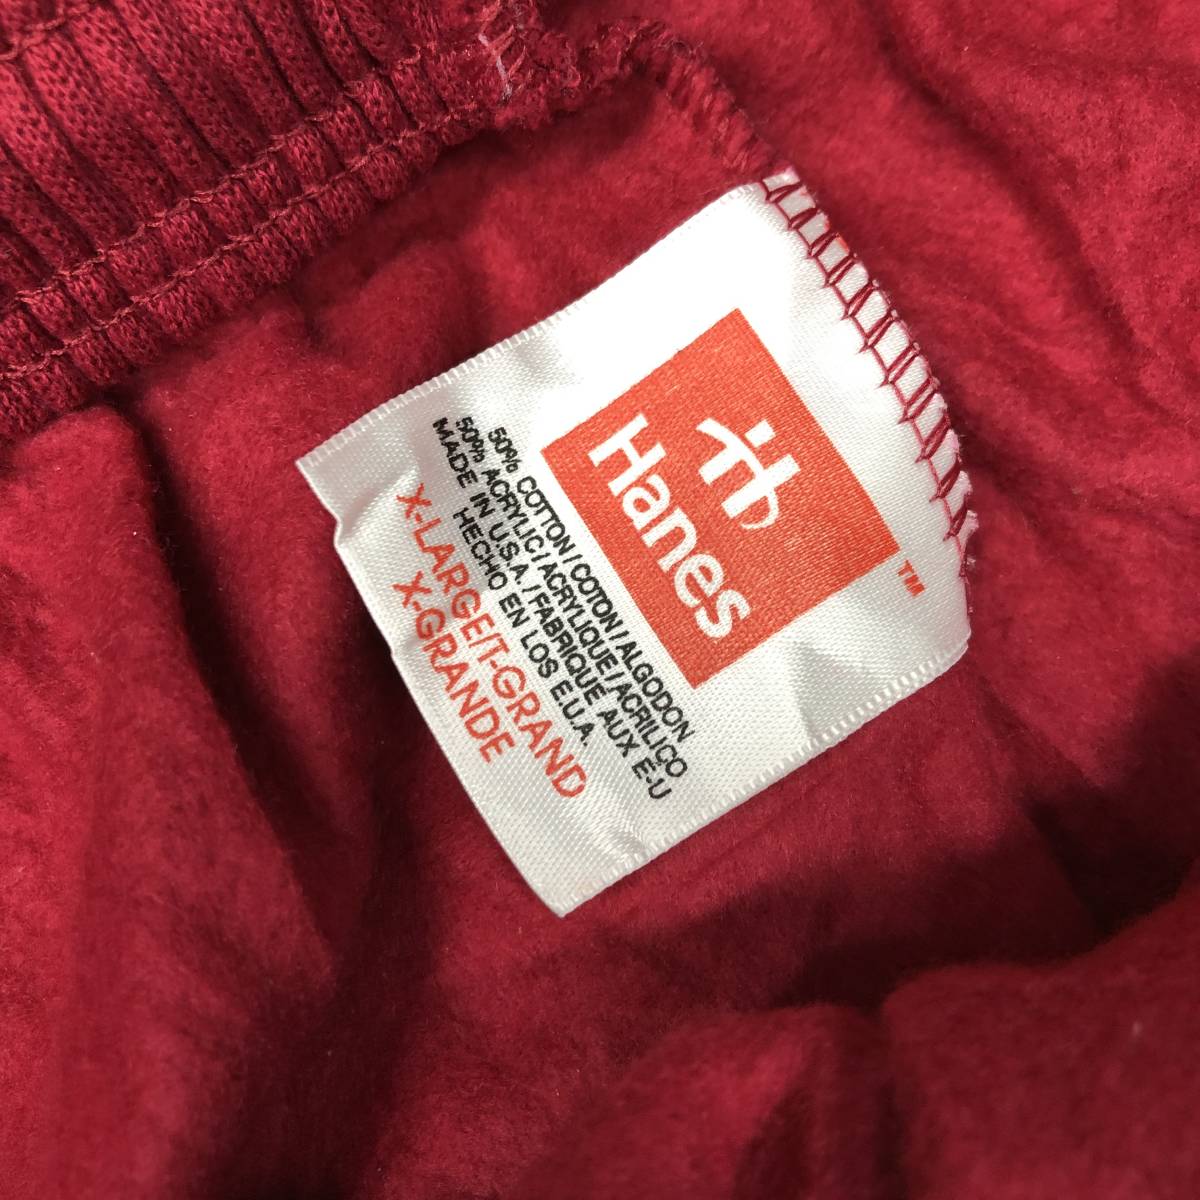 Hanes
™
50% COTTON/COTON/ALGODON
50% ACRYLIC/ACRYLIQUE/ACRILICO
MADE IN U.S.A./FABRIQUÉ AUX E-U
HECHO EN LOS E.U.A.
X-LARGE/T-GRAND
X-GRANDE